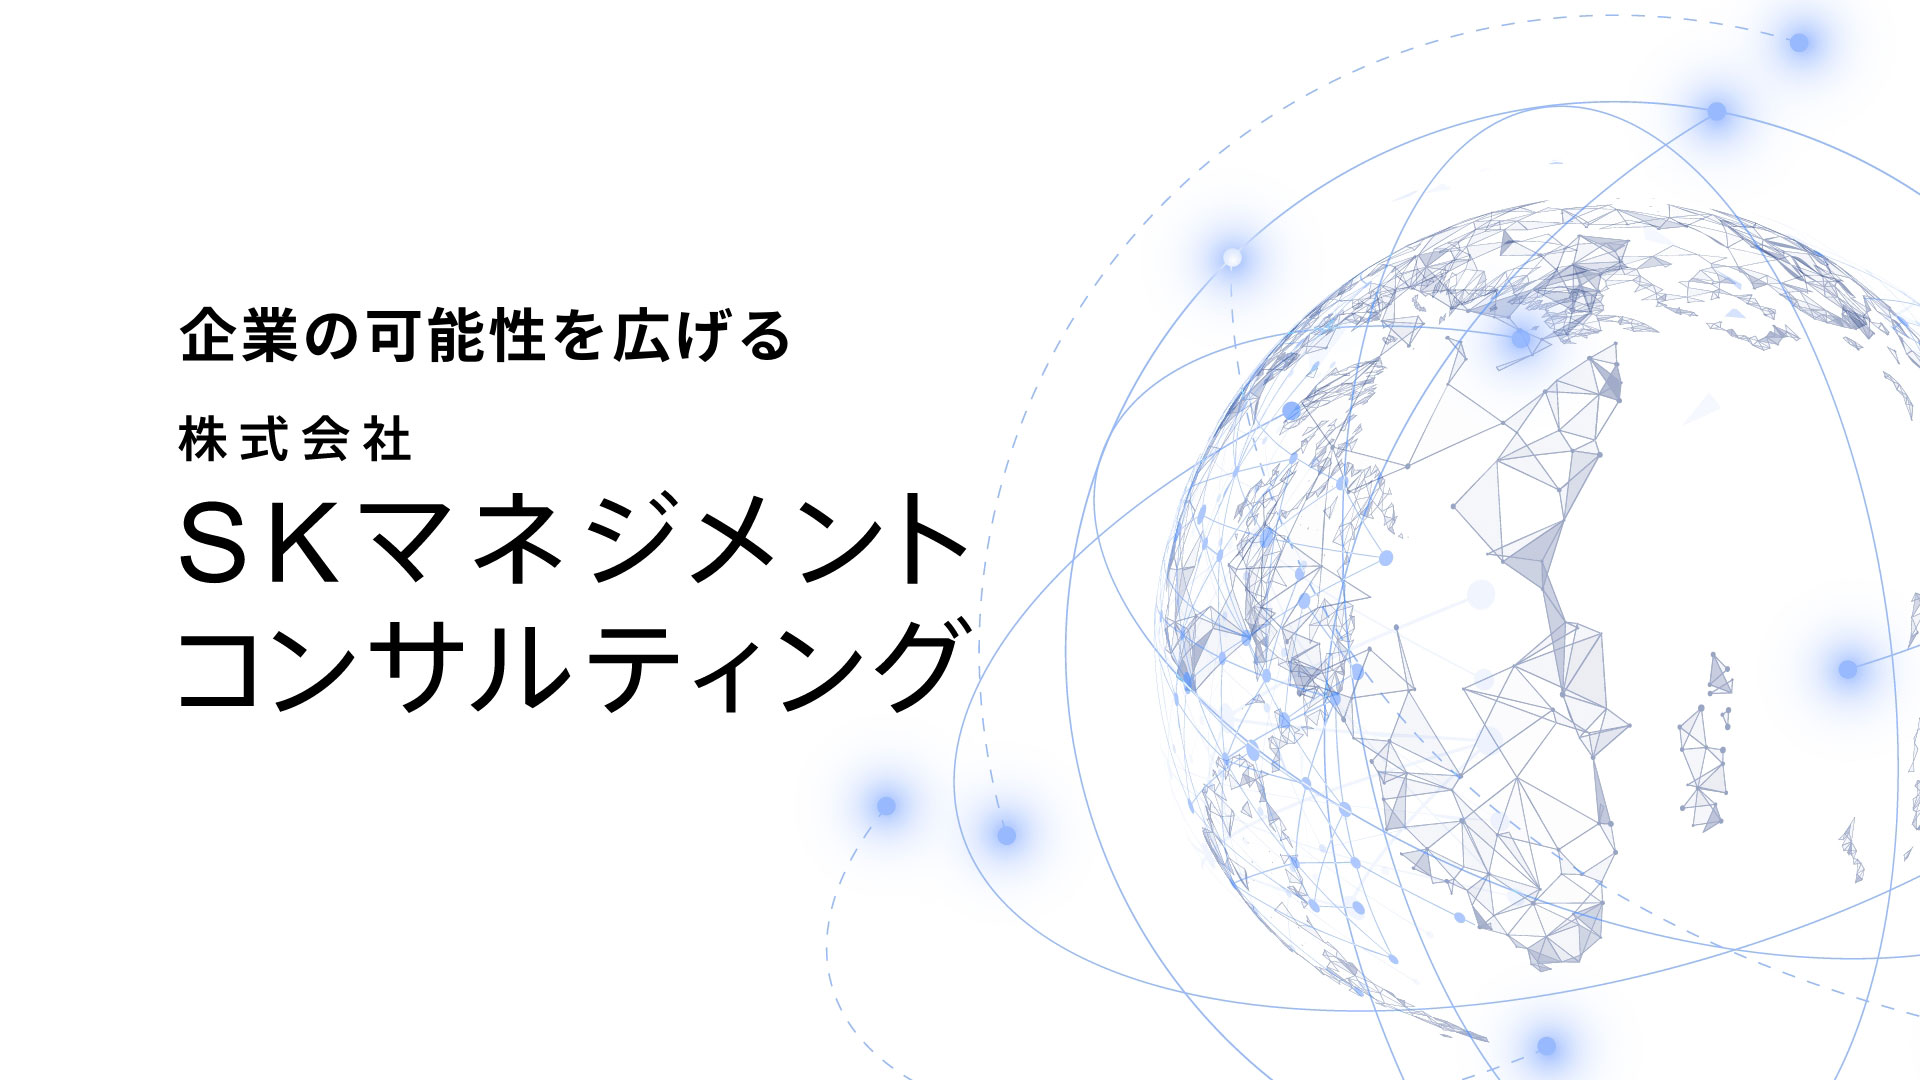 企業の可能性を広げる
株式会社
SKマネジメント
コンサルティング